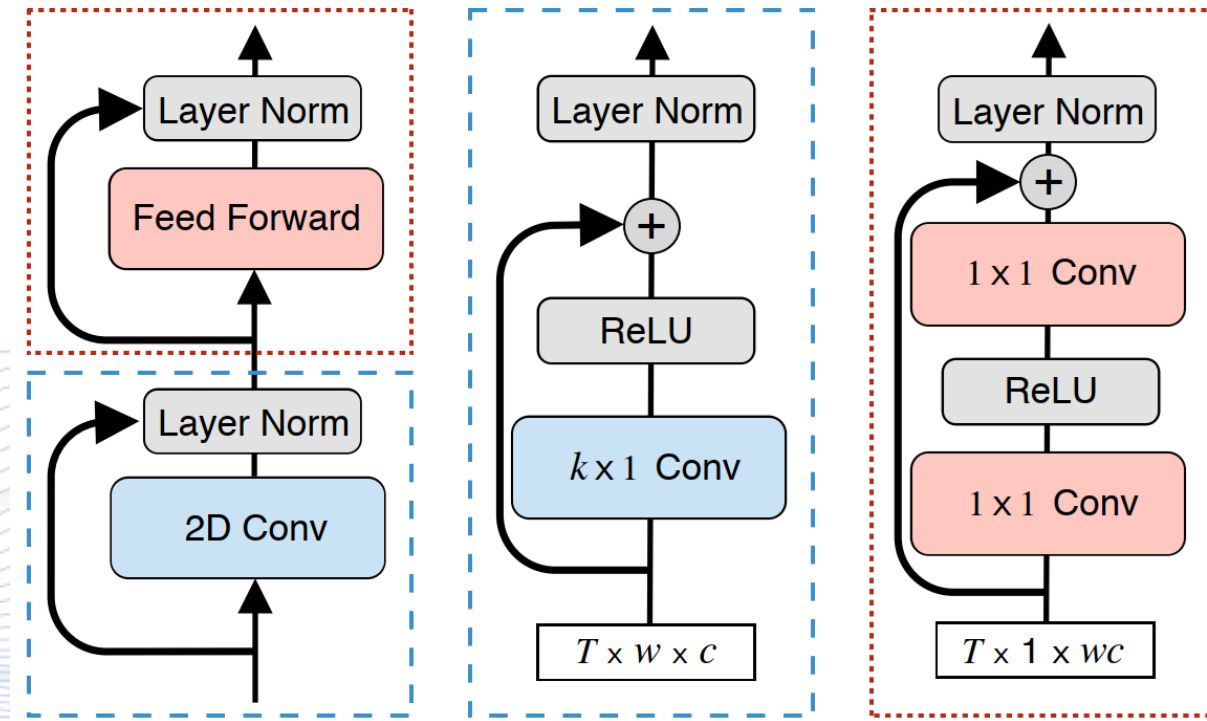 Layer Norm
Feed Forward
Layer Norm
2D Conv
Layer Norm
+
ReLU
k x 1 Conv
T x w x c
Layer Norm
+
1 x 1 Conv
ReLU
1 x 1 Conv
T x 1 x wc